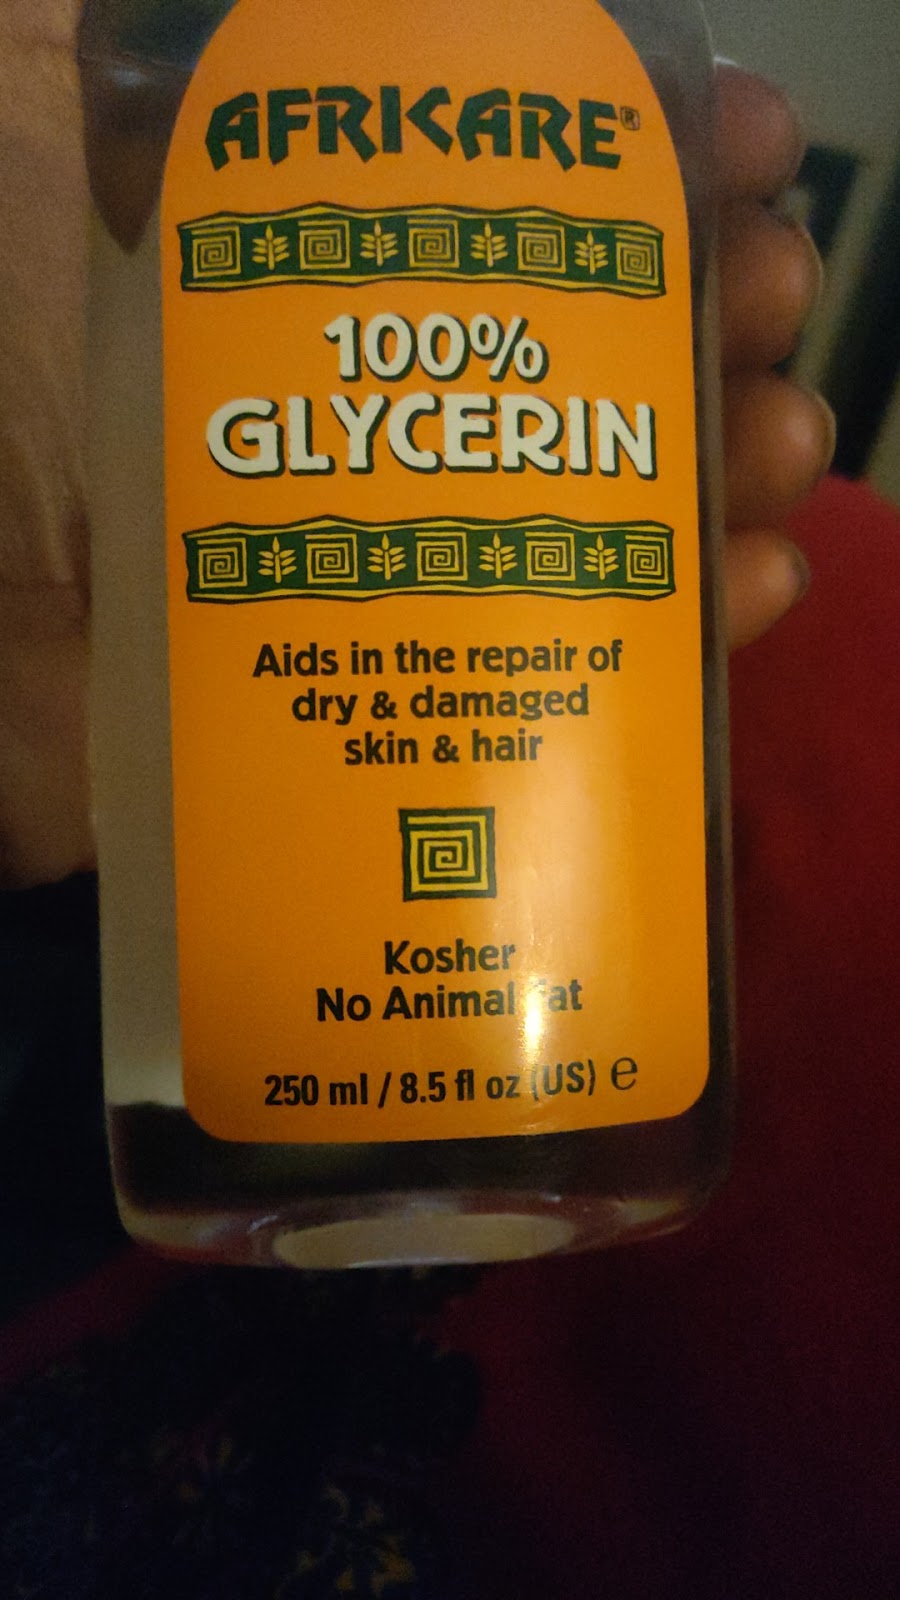 AFRICARE®
100%
GLYCERIN
Aids in the repair of
dry & damaged
skin & hair
Kosher
No Animal Fat
250 ml / 8.5 fl oz (US) e